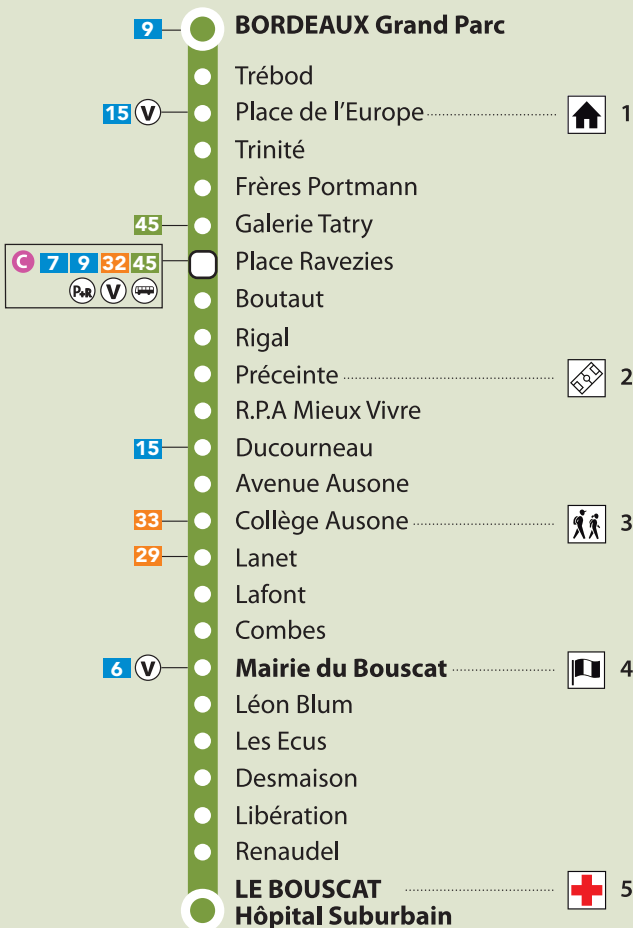 9 BORDEAUX Grand Parc
Trébod
15 V Place de l'Europe 1
Trinité
Frères Portmann
45 Galerie Tatry
C 7 9 32 45 Place Ravezies
P+R V
Boutaut
Rigal
Préceinte 2
R.P.A Mieux Vivre
15 Ducourneau
Avenue Ausone
33 Collège Ausone 3
29 Lanet
Lafont
Combes
6 V Mairie du Bouscat 4
Léon Blum
Les Ecus
Desmaison
Libération
Renaudel
LE BOUSCAT 5
Hôpital Suburbain